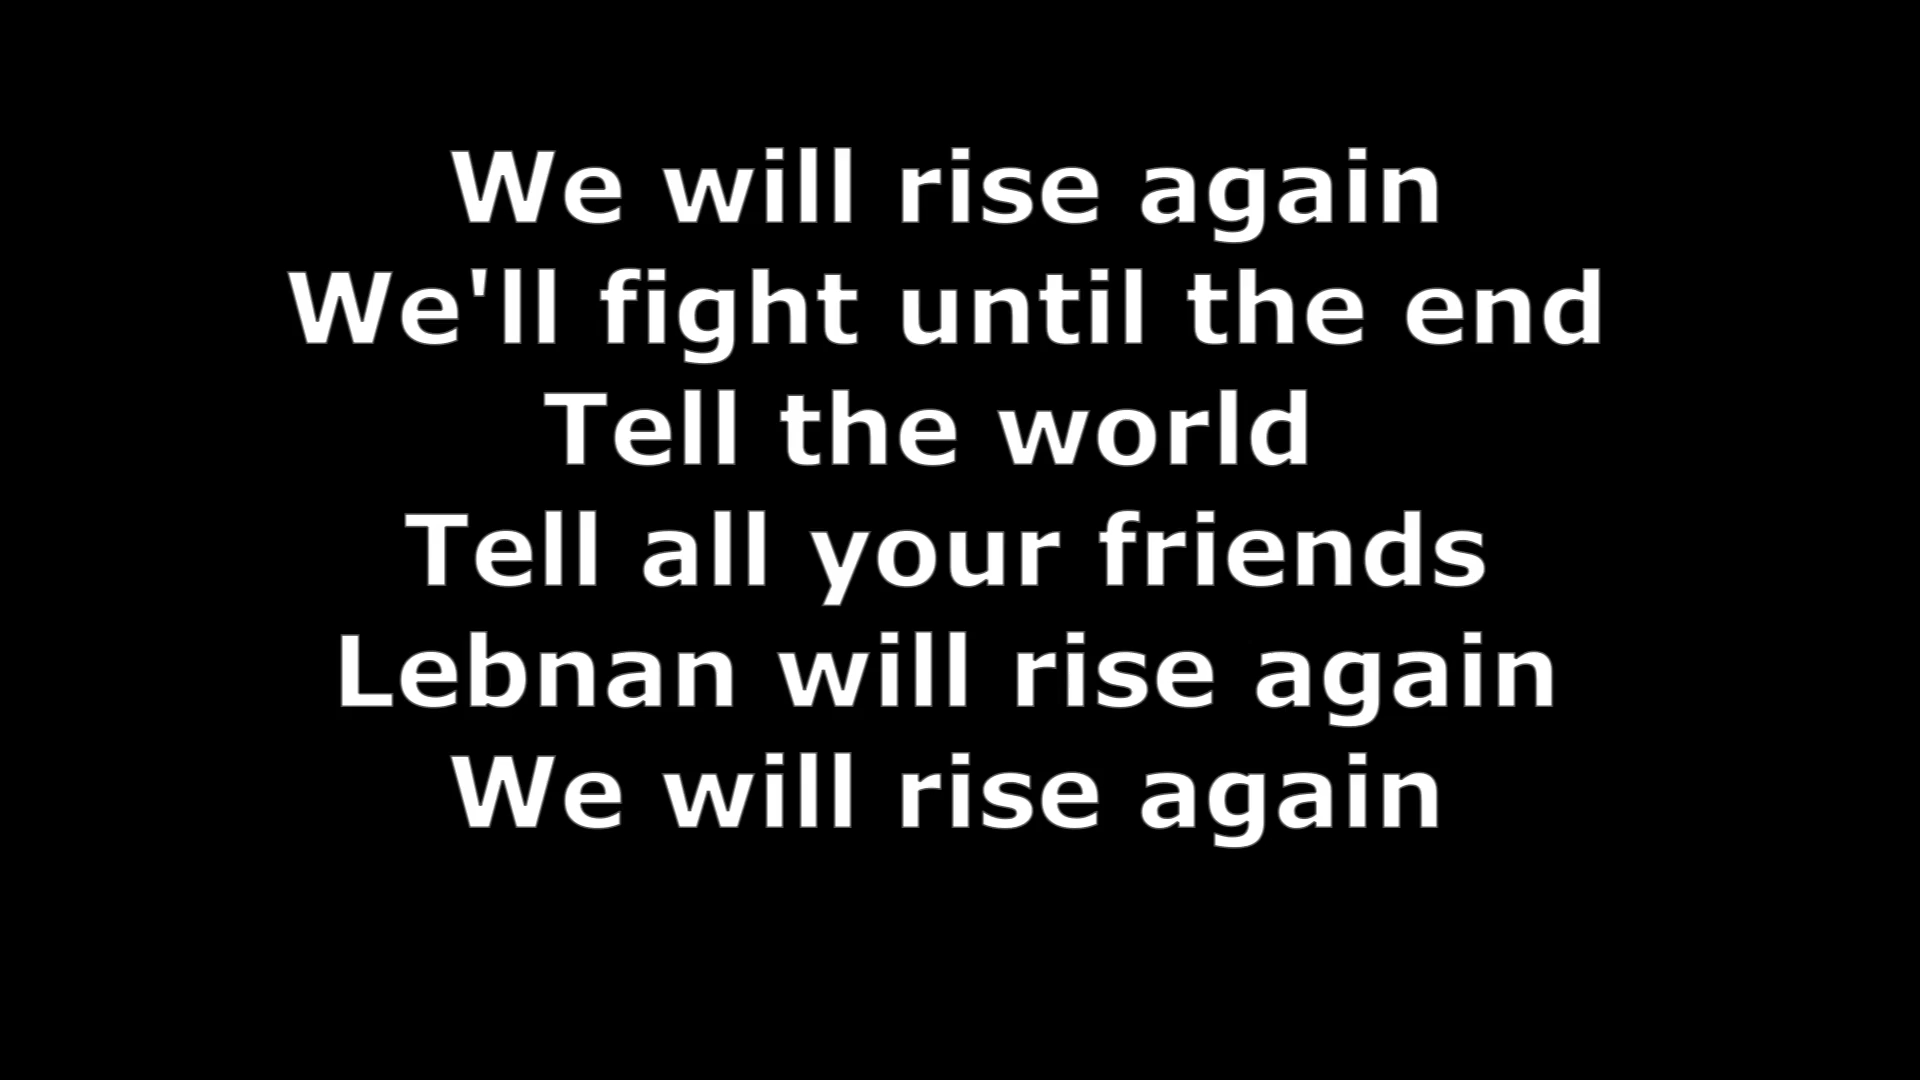 We will rise again
We'll fight until the end
Tell the world
Tell all your friends
Lebnan will rise again
We will rise again